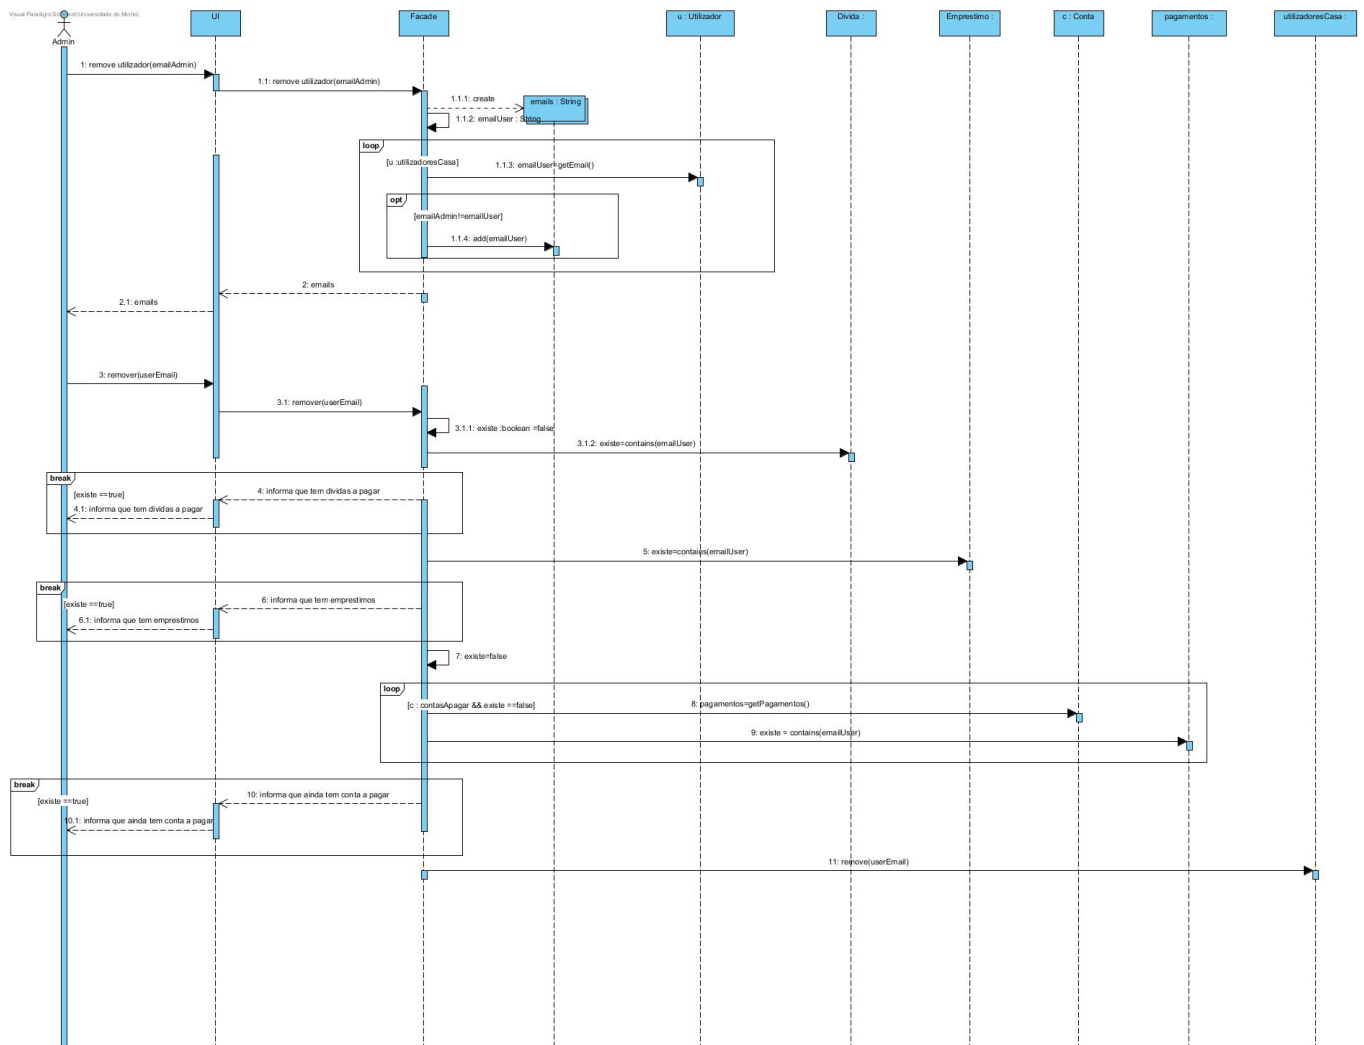 Visual Paradigm Standard(Universidade do Minho)
Admin
UI
Facade
u : Utilizador
Divida :
Emprestimo :
c : Conta
pagamentos :
utilizadoresCasa :
1: remove utilizador(emailAdmin)
1.1: remove utilizador(emailAdmin)
1.1.1: create
emails : String
1.1.2: emailUser : String
loop
[u :utilizadoresCasa]
1.1.3: emailUser=getEmail()
opt
[emailAdmin!=emailUser]
1.1.4: add(emailUser)
2: emails
2.1: emails
3: remover(userEmail)
3.1: remover(userEmail)
3.1.1: existe :boolean =false
3.1.2: existe=contains(emailUser)
break
[existe ==true]
4: informa que tem dividas a pagar
4.1: informa que tem dividas a pagar
5: existe=contains(emailUser)
break
[existe ==true]
6: informa que tem emprestimos
6.1: informa que tem emprestimos
7: existe=false
loop
[c : contasApagar && existe ==false]
8: pagamentos=getPagamentos()
9: existe = contains(emailUser)
break
[existe ==true]
10: informa que ainda tem conta a pagar
10.1: informa que ainda tem conta a pagar
11: remove(userEmail)